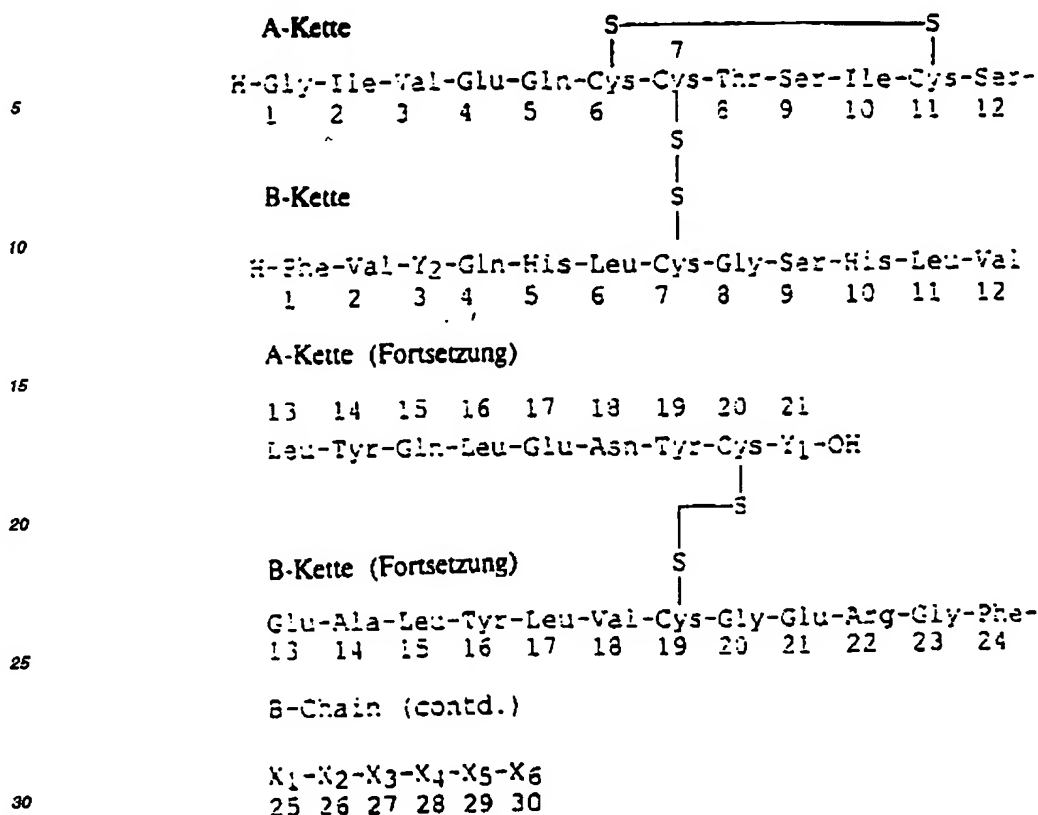 A-Kette
S S
7
H-Gly-Ile-Val-Glu-Gln-Cys-Cys-Thr-Ser-Ile-Cys-Ser-
5 1 2 3 4 5 6 8 9 10 11 12
S
B-Kette S
10
H-Phe-Val-Y2-Gln-His-Leu-Cys-Gly-Ser-His-Leu-Val
1 2 3 4 5 6 7 8 9 10 11 12
A-Kette (Fortsetzung)
15
13 14 15 16 17 18 19 20 21
Leu-Tyr-Gln-Leu-Glu-Asn-Tyr-Cys-Y1-OH
20 S
S
B-Kette (Fortsetzung)
Glu-Ala-Leu-Tyr-Leu-Val-Cys-Gly-Glu-Arg-Gly-Phe-
25 13 14 15 16 17 18 19 20 21 22 23 24
B-Chain (contd.)
X1-X2-X3-X4-X5-X6
30 25 26 27 28 29 30